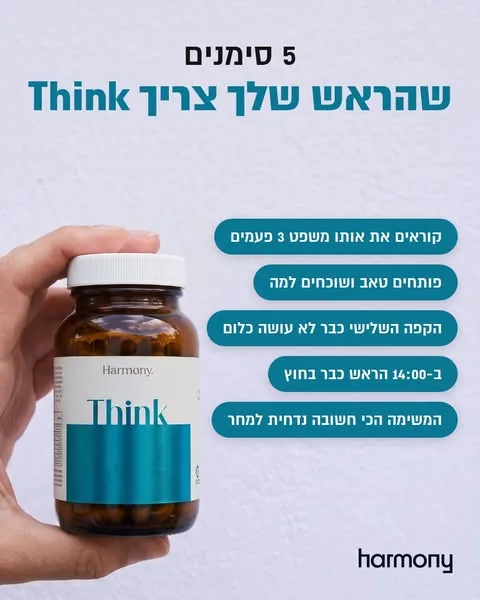 5 סימנים
שהראש שלך צריך Think
קוראים את אותו משפט 3 פעמים
פותחים טאב ושוכחים למה
הקפה השלישי כבר לא עושה כלום
ב-14:00 הראש כבר בחוץ
המשימה הכי חשובה נדחית למחר
Harmony.
Think
harmony